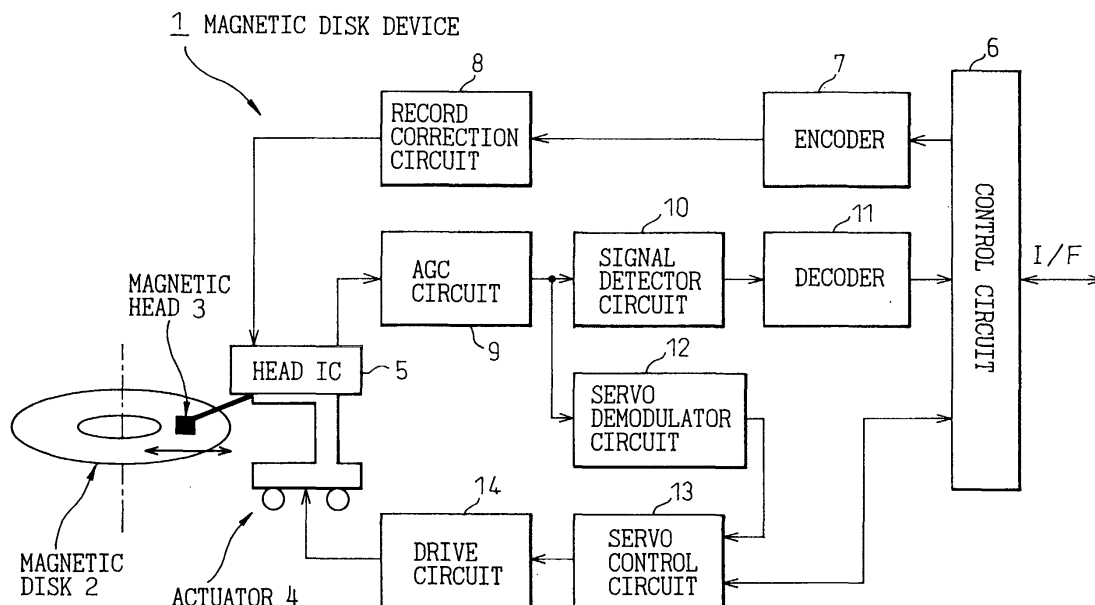 1 MAGNETIC DISK DEVICE
8
RECORD
CORRECTION
CIRCUIT
7
ENCODER
6
CONTROL CIRCUIT
I/F
AGC
CIRCUIT
9
10
SIGNAL
DETECTOR
CIRCUIT
11
DECODER
MAGNETIC
HEAD 3
HEAD IC
5
12
SERVO
DEMODULATOR
CIRCUIT
14
DRIVE
CIRCUIT
13
SERVO
CONTROL
CIRCUIT
MAGNETIC
DISK 2
ACTUATOR 4